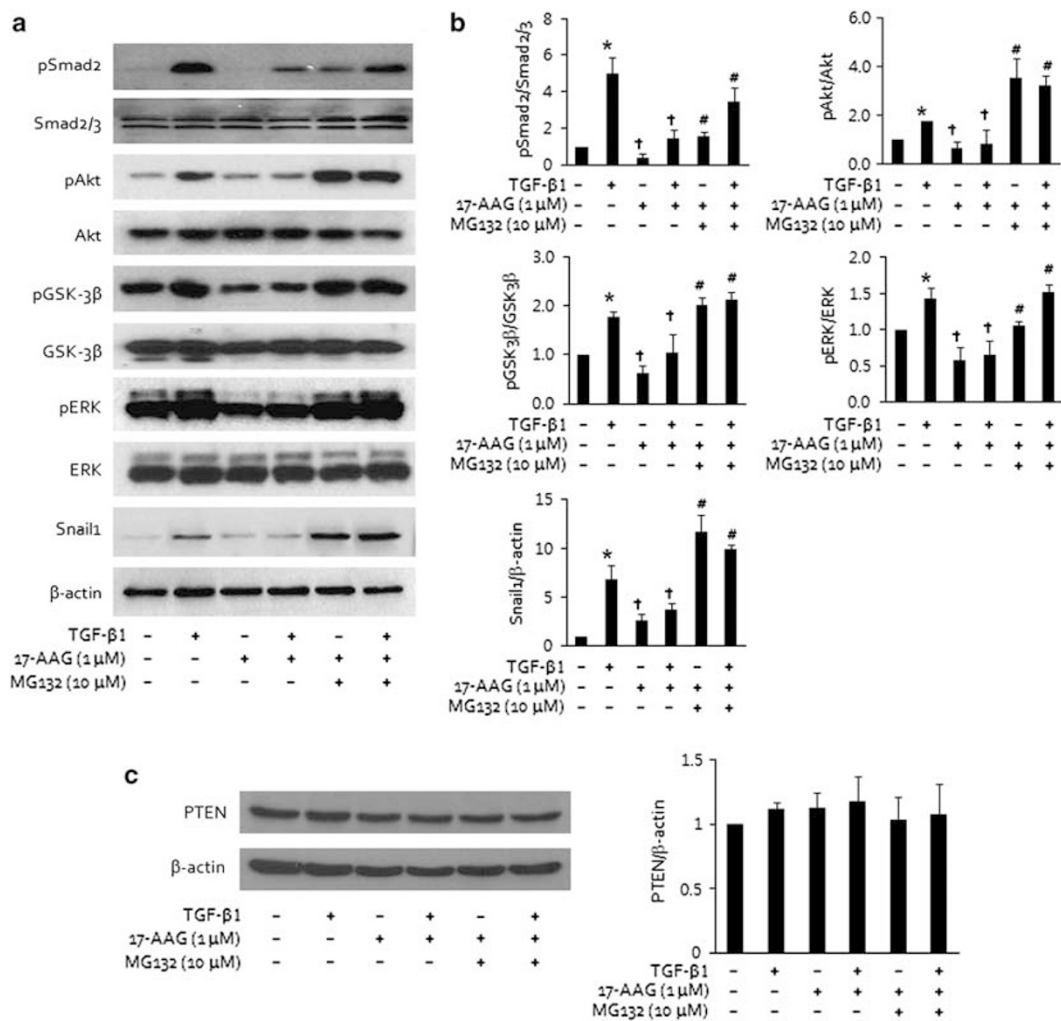 a
pSmad2
Smad2/3
pAkt
Akt
pGSK-3β
GSK-3β
pERK
ERK
Snail1
β-actin
TGF-β1 – + – + – +
17-AAG (1 µM) – – + + + +
MG132 (10 µM) – – – – + +
b
pSmad2/Smad2/3
8
6
4
2
0
* † † # #
TGF-β1 – + – + – +
17-AAG (1 µM) – – + + + +
MG132 (10 µM) – – – – + +
pAkt/Akt
6.0
4.0
2.0
0.0
* † † # #
TGF-β1 – + – + – +
17-AAG (1 µM) – – + + + +
MG132 (10 µM) – – – – + +
pGSK3β/GSK3β
3.0
2.0
1.0
0.0
* † † # #
TGF-β1 – + – + – +
17-AAG (1 µM) – – + + + +
MG132 (10 µM) – – – – + +
pERK/ERK
2.0
1.5
1.0
0.5
0.0
* † † # #
TGF-β1 – + – + – +
17-AAG (1 µM) – – + + + +
MG132 (10 µM) – – – – + +
Snail1/β-actin
15
10
5
0
* † † # #
TGF-β1 – + – + – +
17-AAG (1 µM) – – + + + +
MG132 (10 µM) – – – – + +
c
PTEN
β-actin
TGF-β1 – + – + – +
17-AAG (1 µM) – – + + + +
MG132 (10 µM) – – – – + +
PTEN/β-actin
1.5
1
0.5
0
TGF-β1 – + – + – +
17-AAG (1 µM) – – + + + +
MG132 (10 µM) – – – – + +